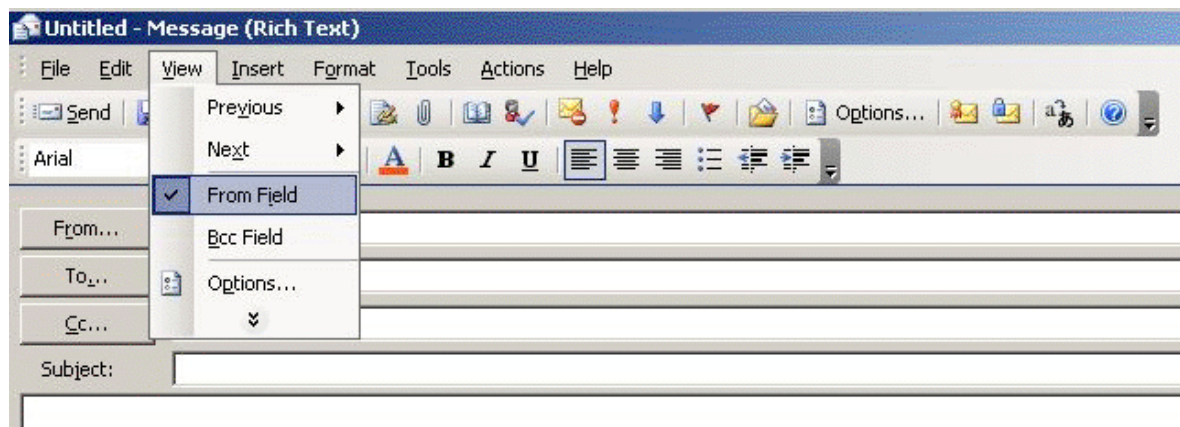 Untitled - Message (Rich Text)
File Edit View Insert Format Tools Actions Help
Send Options...
Arial A B I U
Previous
Next
From Field
Bcc Field
Options...
From...
To...
Cc...
Subject: